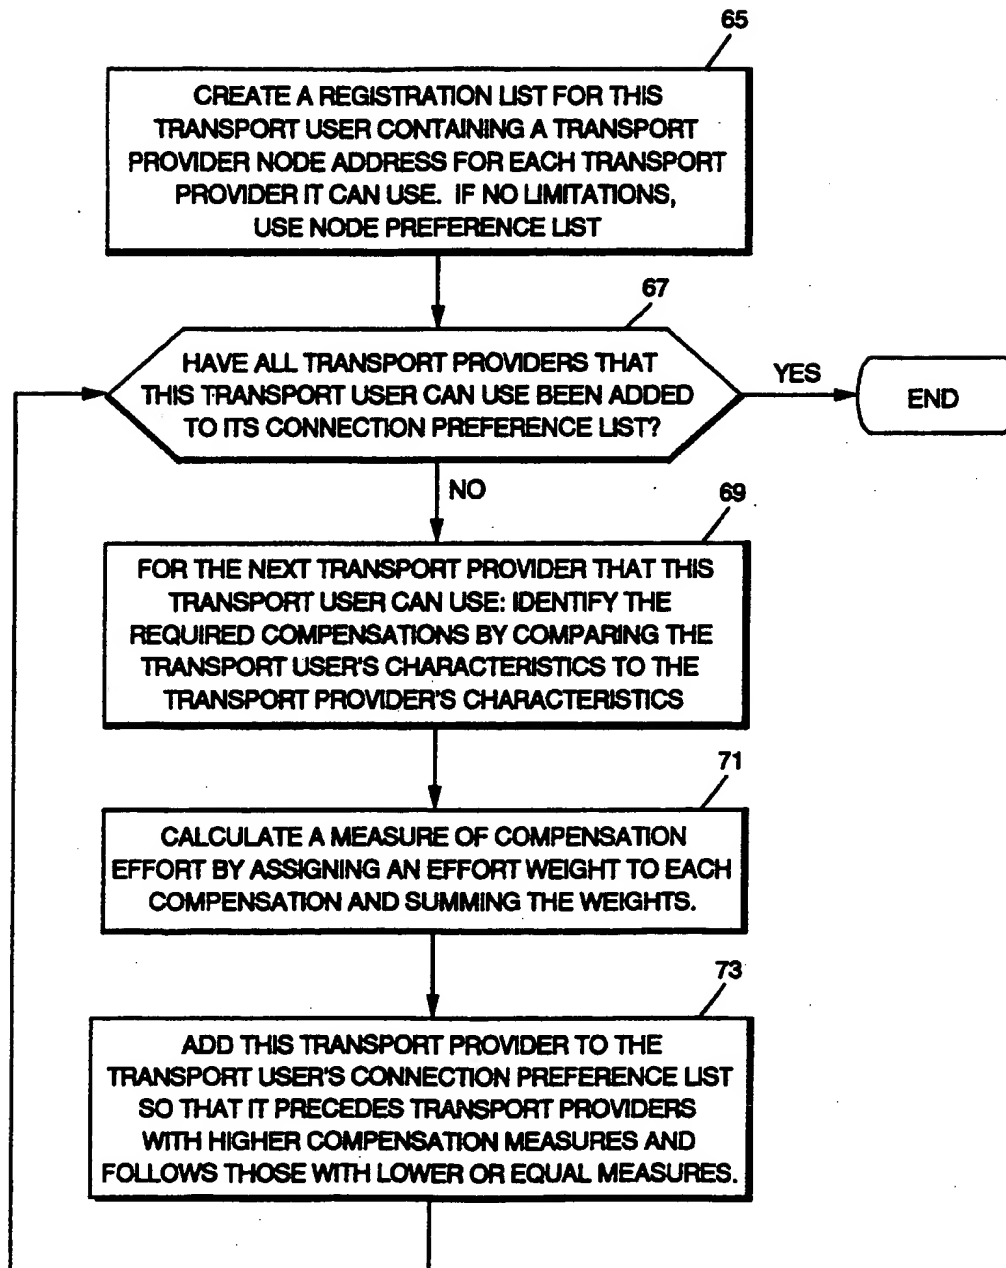 65
CREATE A REGISTRATION LIST FOR THIS
TRANSPORT USER CONTAINING A TRANSPORT
PROVIDER NODE ADDRESS FOR EACH TRANSPORT
PROVIDER IT CAN USE. IF NO LIMITATIONS,
USE NODE PREFERENCE LIST
67
HAVE ALL TRANSPORT PROVIDERS THAT
THIS TRANSPORT USER CAN USE BEEN ADDED
TO ITS CONNECTION PREFERENCE LIST?
YES
END
NO
69
FOR THE NEXT TRANSPORT PROVIDER THAT THIS
TRANSPORT USER CAN USE: IDENTIFY THE
REQUIRED COMPENSATIONS BY COMPARING THE
TRANSPORT USER'S CHARACTERISTICS TO THE
TRANSPORT PROVIDER'S CHARACTERISTICS
71
CALCULATE A MEASURE OF COMPENSATION
EFFORT BY ASSIGNING AN EFFORT WEIGHT TO EACH
COMPENSATION AND SUMMING THE WEIGHTS.
73
ADD THIS TRANSPORT PROVIDER TO THE
TRANSPORT USER'S CONNECTION PREFERENCE LIST
SO THAT IT PRECEDES TRANSPORT PROVIDERS
WITH HIGHER COMPENSATION MEASURES AND
FOLLOWS THOSE WITH LOWER OR EQUAL MEASURES.